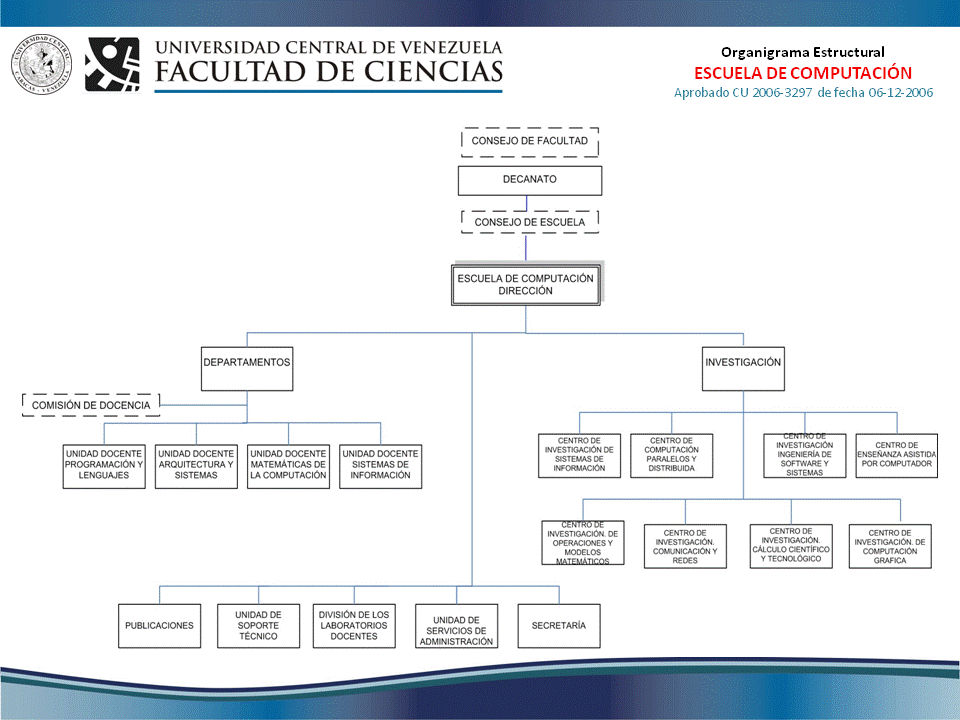 UNIVERSIDAD CENTRAL DE VENEZUELA
FACULTAD DE CIENCIAS
Organigrama Estructural
ESCUELA DE COMPUTACIÓN
Aprobado CU 2006-3297 de fecha 06-12-2006
CONSEJO DE FACULTAD
DECANATO
CONSEJO DE ESCUELA
ESCUELA DE COMPUTACIÓN
DIRECCIÓN
DEPARTAMENTOS
INVESTIGACIÓN
COMISIÓN DE DOCENCIA
UNIDAD DOCENTE
PROGRAMACIÓN Y
LENGUAJES
UNIDAD DOCENTE
ARQUITECTURA Y
SISTEMAS
UNIDAD DOCENTE
MATEMÁTICAS DE
LA COMPUTACIÓN
UNIDAD DOCENTE
SISTEMAS DE
INFORMACIÓN
CENTRO DE
INVESTIGACIÓN DE
SISTEMAS DE
INFORMACIÓN
CENTRO DE
COMPUTACIÓN
PARALELOS Y
DISTRIBUIDA
CENTRO DE
INVESTIGACIÓN
INGENIERÍA DE
SOFTWARE Y
SISTEMAS
CENTRO DE
ENSEÑANZA ASISTIDA
POR COMPUTADOR
CENTRO DE
INVESTIGACIÓN. DE
OPERACIONES Y
MODELOS
MATEMÁTICOS
CENTRO DE
INVESTIGACIÓN.
COMUNICACIÓN Y
REDES
CENTRO DE
INVESTIGACIÓN.
CÁLCULO CIENTÍFICO
Y TECNOLÓGICO
CENTRO DE
INVESTIGACIÓN. DE
COMPUTACIÓN
GRAFICA
PUBLICACIONES
UNIDAD DE
SOPORTE
TÉCNICO
DIVISIÓN DE LOS
LABORATORIOS
DOCENTES
UNIDAD DE
SERVICIOS DE
ADMINISTRACIÓN
SECRETARÍA